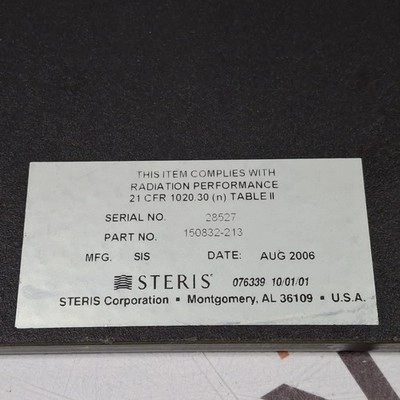 THIS ITEM COMPLIES WITH
RADIATION PERFORMANCE
21 CFR 1020 30 (n) TABLE II
SERIAL NO. 28527
PART NO. 150832-213
MFG. SIS DATE: AUG 2006
STERIS® 076339 10/01/01
STERIS Corporation ▪ Montgomery, AL 36109 ▪ U.S.A.